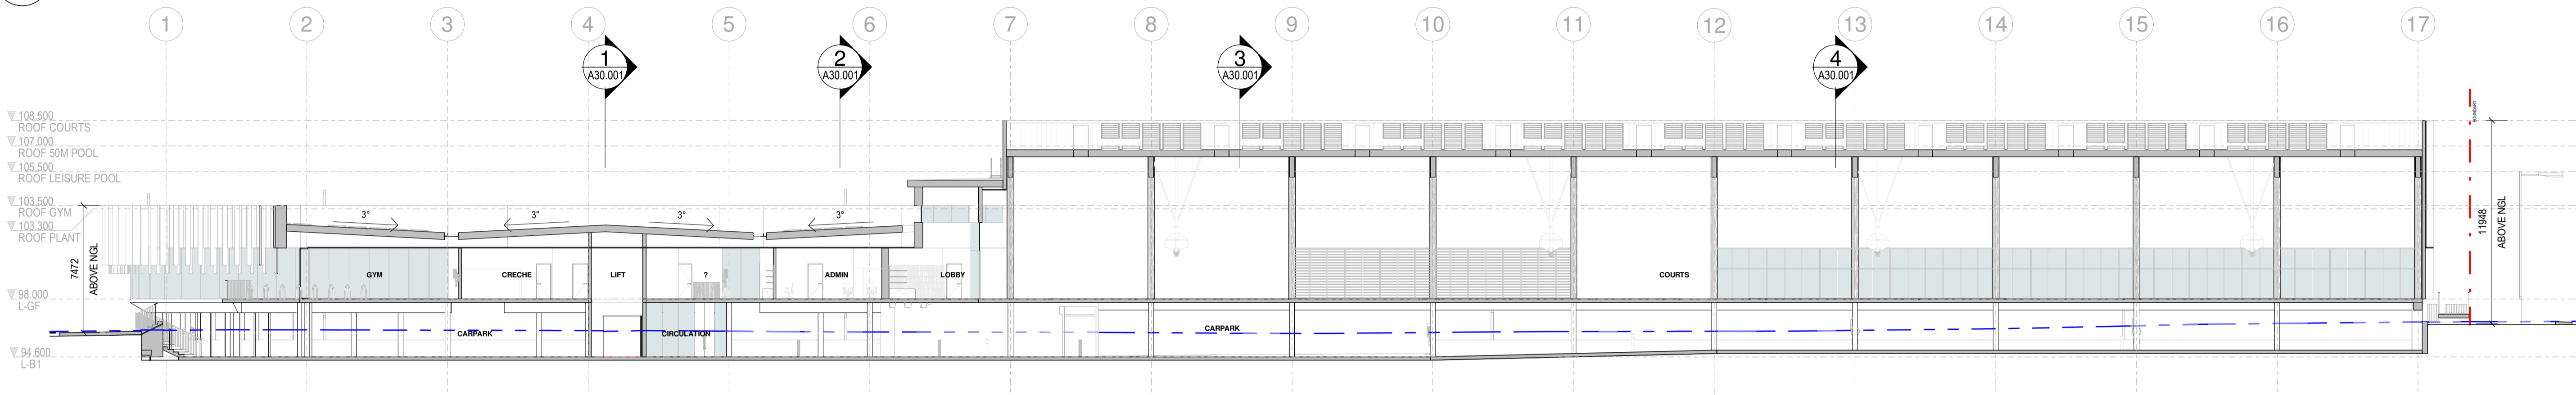 1 2 3 4 5 6 7 8 9 10 11 12 13 14 15 16 17
1 2 3 4
A30.001 A30.001 A30.001 A30.001
BOUNDARY
108,500
ROOF COURTS
107,000
ROOF 50M POOL
105,500
ROOF LEISURE POOL
103,500
ROOF GYM
103,300
ROOF PLANT
3° 3° 3° 3°
7472
ABOVE NGL
11948
ABOVE NGL
GYM CRECHE LIFT ? ADMIN LOBBY COURTS
98,000
L-GF
CARPARK CIRCULATION CARPARK
94,600
L-B1